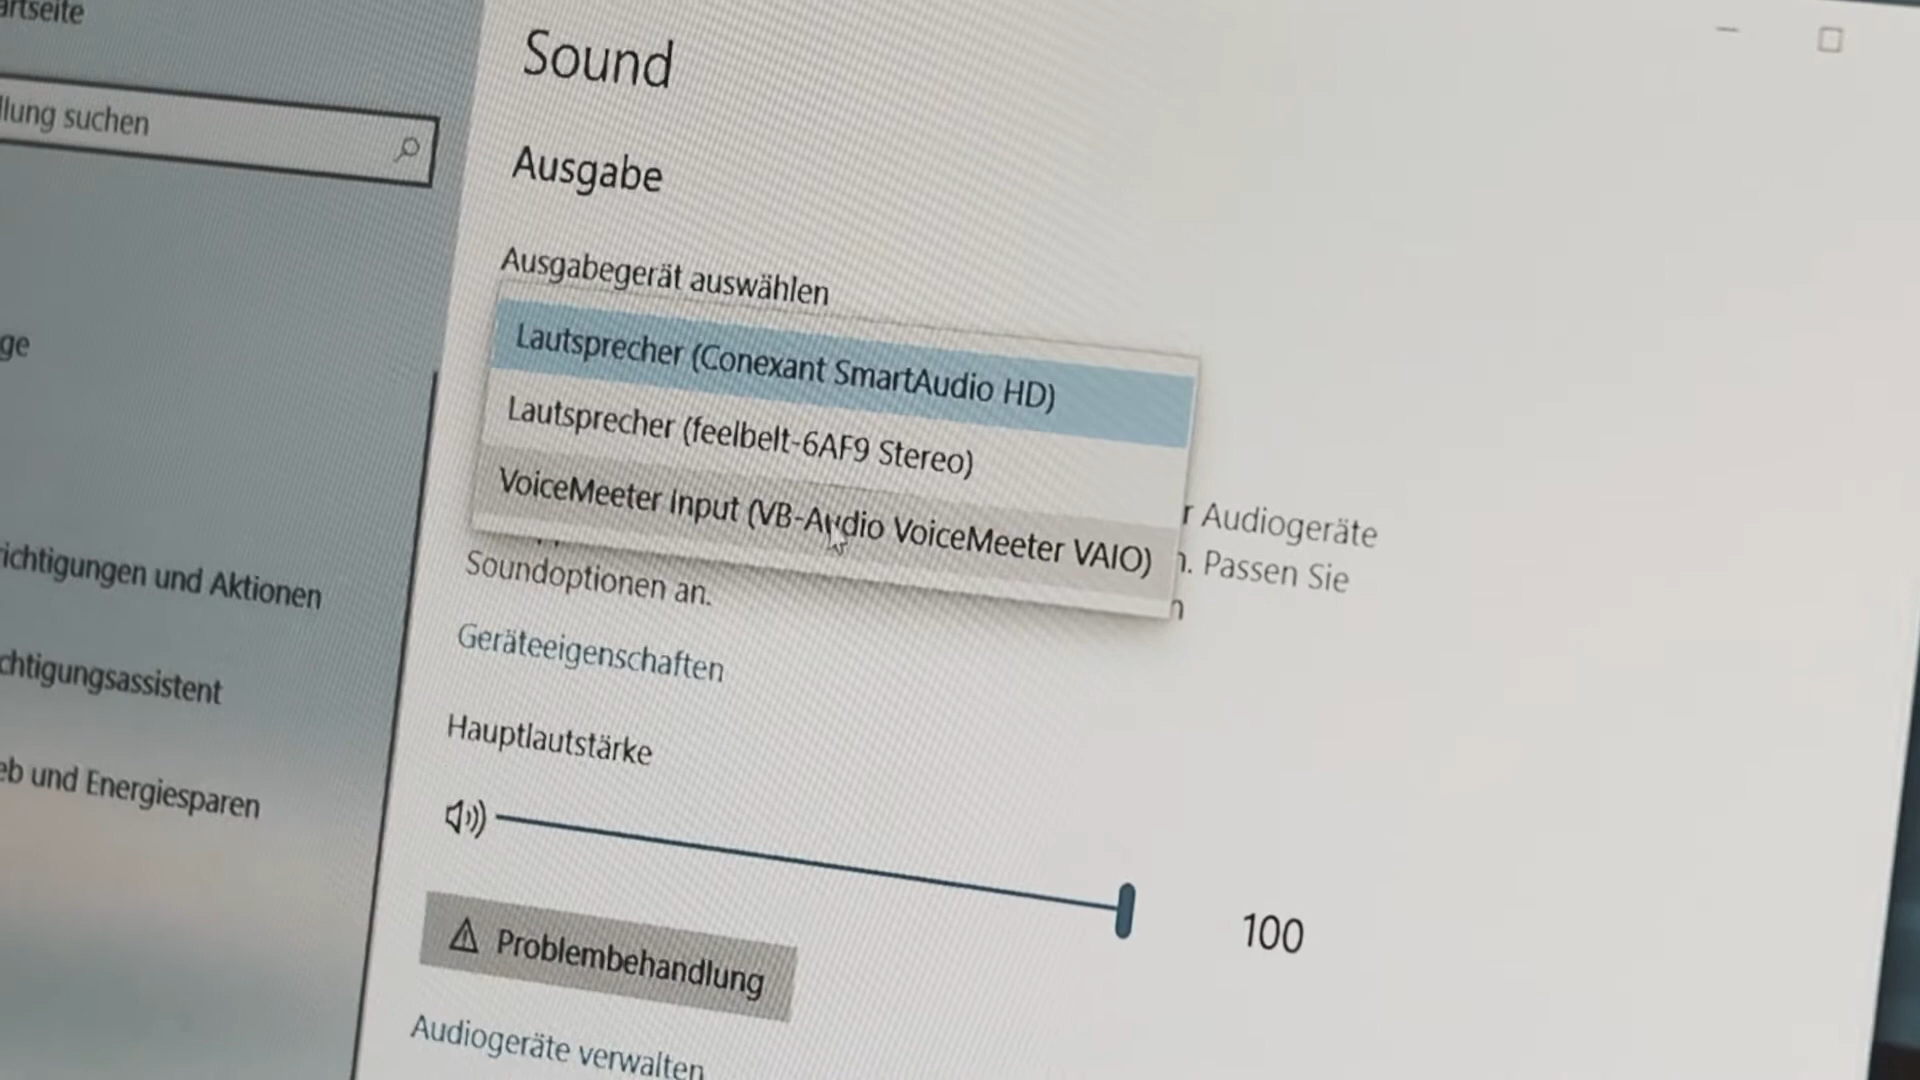 artseite
llung suchen
ge
richtigungen und Aktionen
chtigungsassistent
eb und Energiesparen
Sound
Ausgabe
Ausgabegerät auswählen
Lautsprecher (Conexant SmartAudio HD)
Lautsprecher (feelbelt-6AF9 Stereo)
VoiceMeeter Input (VB-Audio VoiceMeeter VAIO)
r Audiogeräte
n. Passen Sie
n
Soundoptionen an.
Geräteeigenschaften
Hauptlautstärke
100
Problembehandlung
Audiogeräte verwalten